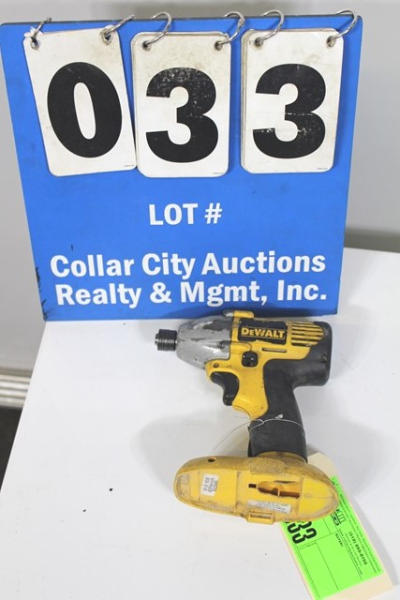 033
LOT #
Collar City Auctions
Realty & Mgmt, Inc.
DEWALT
33